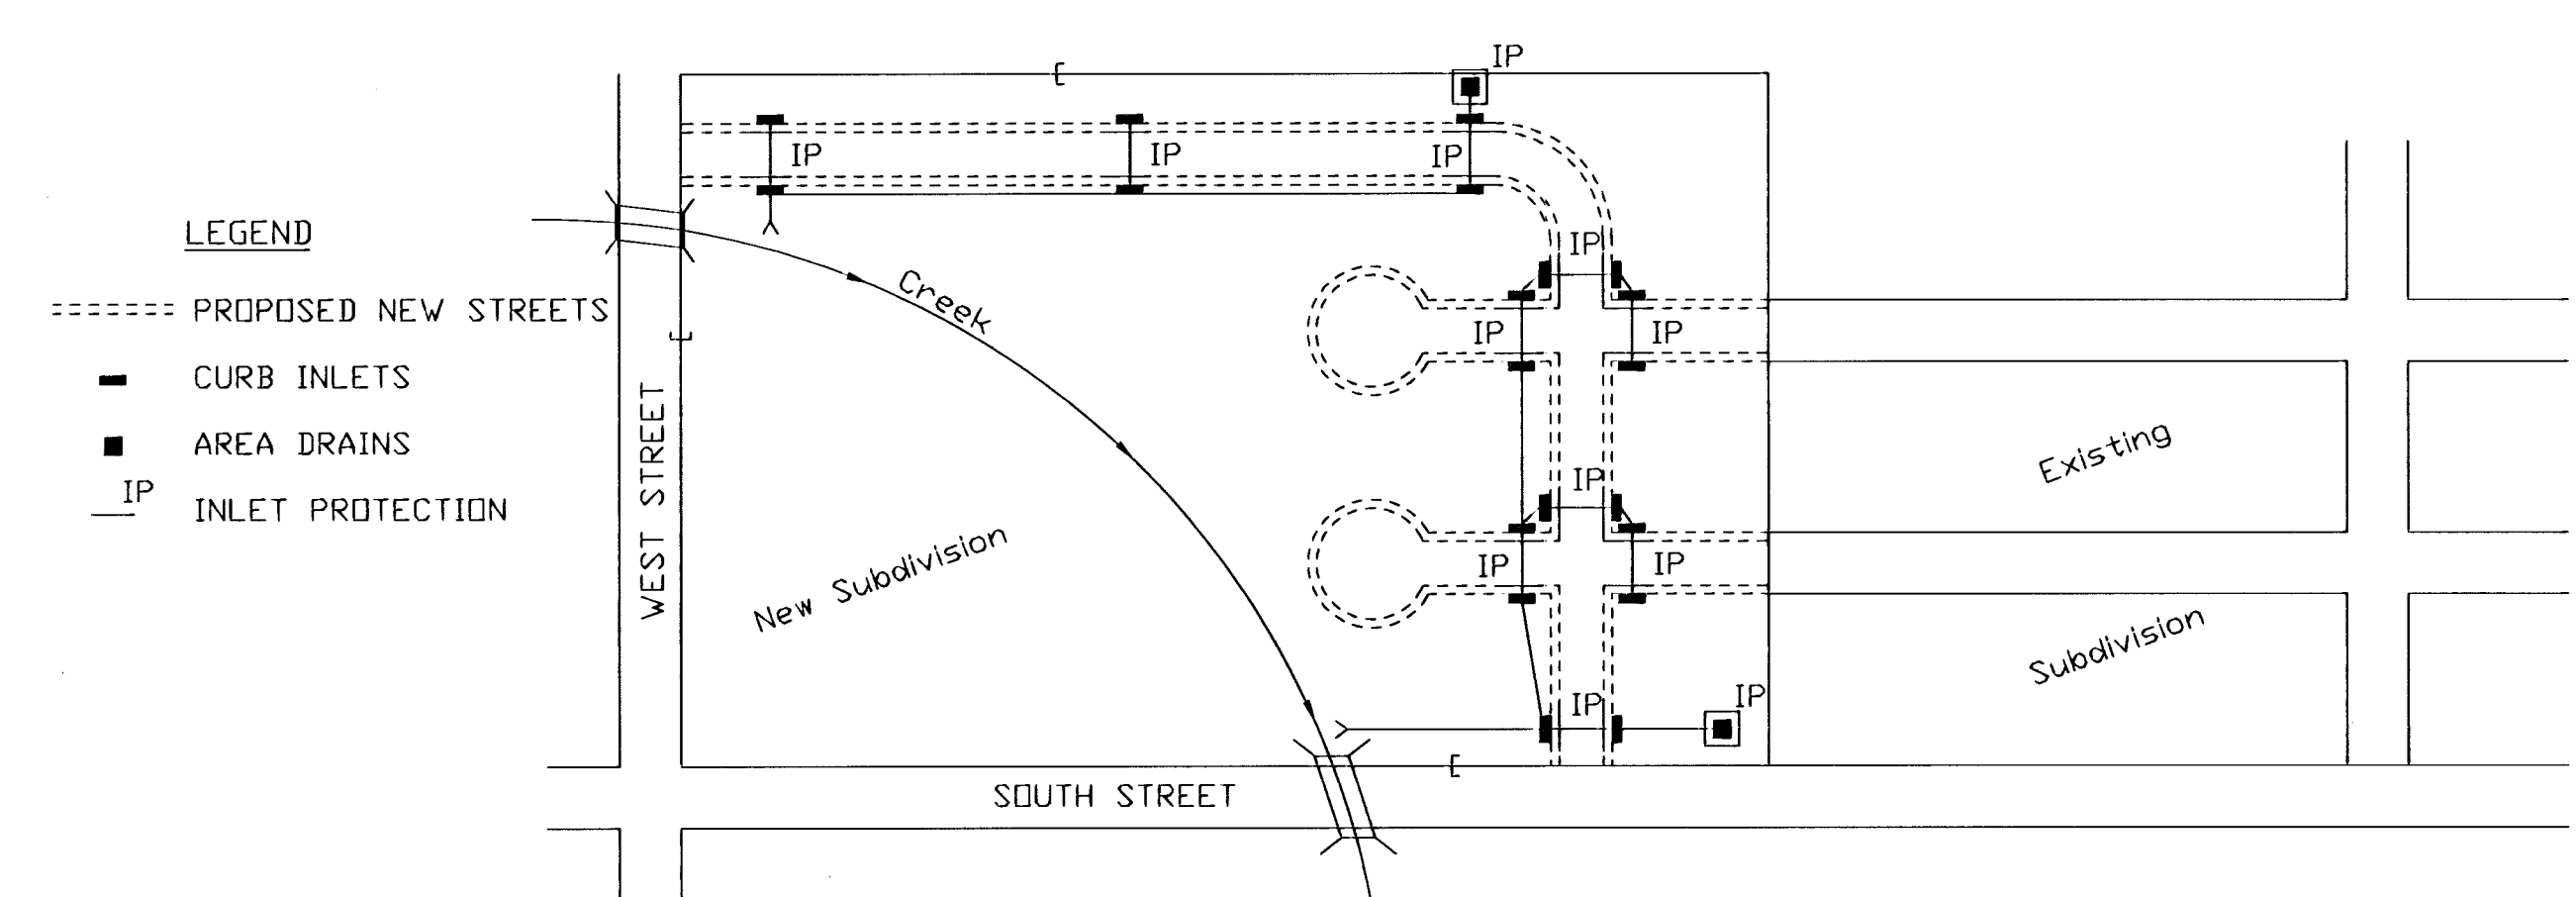 LEGEND
PROPOSED NEW STREETS
CURB INLETS
AREA DRAINS
IP
INLET PROTECTION
IP
IP
IP
IP
IP
IP
IP
IP
IP
IP
IP
IP
Creek
WEST STREET
New Subdivision
SOUTH STREET
Existing
Subdivision